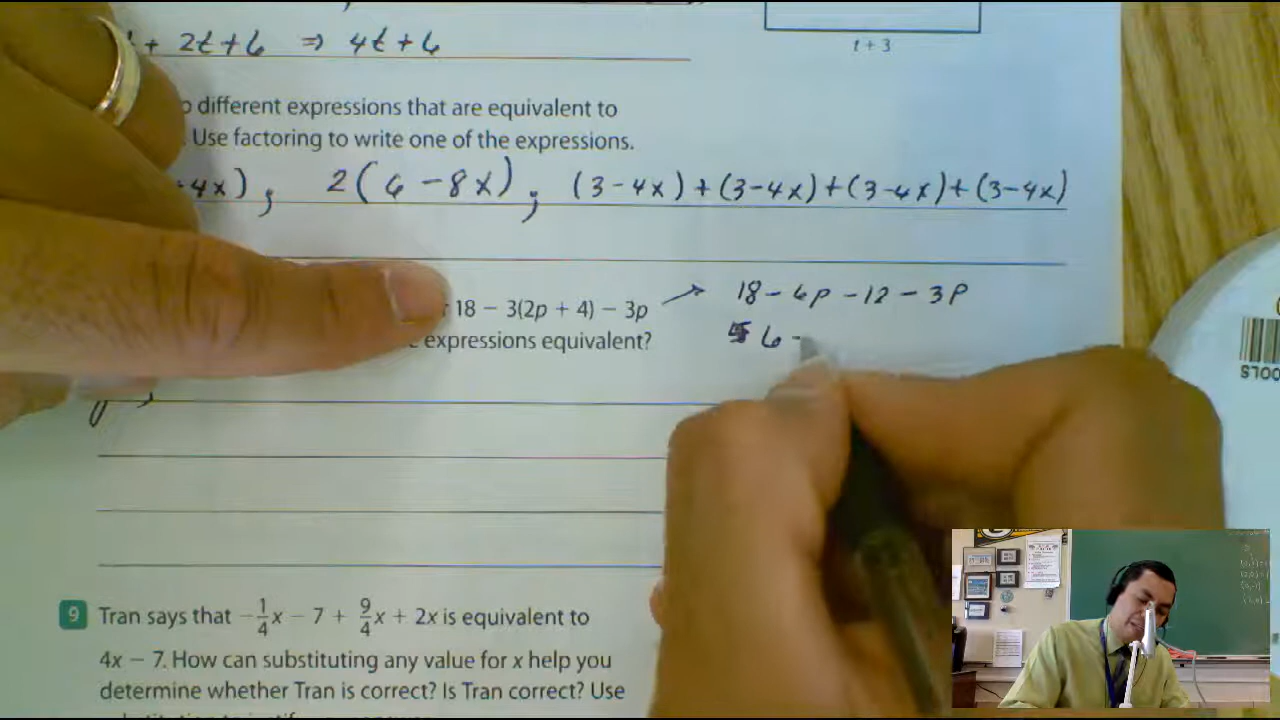 + 2t + 6 ⇒ 4t + 6
t + 3
different expressions that are equivalent to
Use factoring to write one of the expressions.
-4x) ; 2(6 - 8x) ; (3-4x) + (3-4x) + (3-4x) + (3-4x)
18 − 3(2p + 4) − 3p → 18 - 6p - 12 - 3p
expressions equivalent? 6 -
9 Tran says that −1/4x − 7 + 9/4x + 2x is equivalent to
4x − 7. How can substituting any value for x help you
determine whether Tran is correct? Is Tran correct? Use